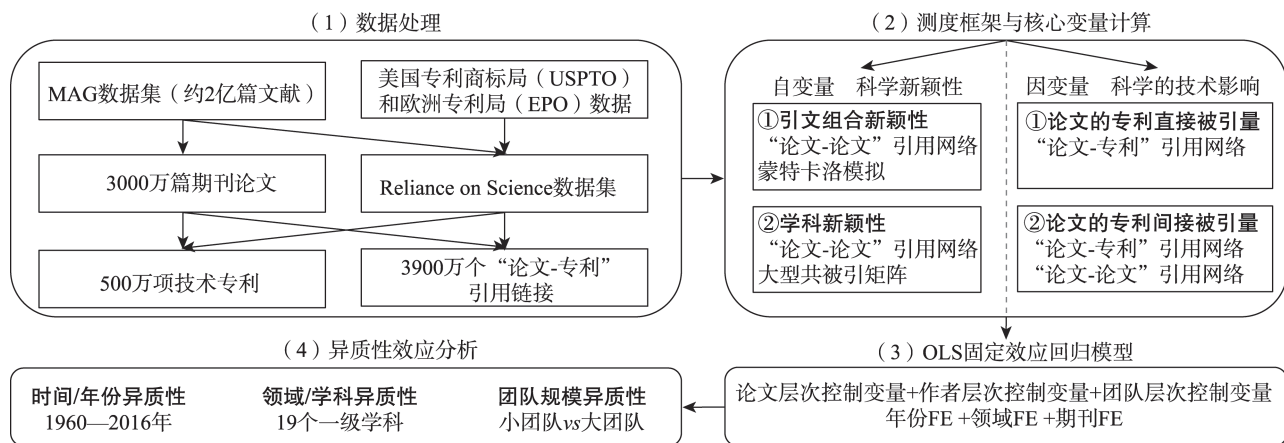 （1）数据处理
MAG数据集（约2亿篇文献）
美国专利商标局（USPTO）
和欧洲专利局（EPO）数据
3000万篇期刊论文
Reliance on Science数据集
500万项技术专利
3900万个“论文-专利”
引用链接
（2）测度框架与核心变量计算
自变量 科学新颖性
①引文组合新颖性
“论文-论文”引用网络
蒙特卡洛模拟
②学科新颖性
“论文-论文”引用网络
大型共被引矩阵
因变量 科学的技术影响
①论文的专利直接被引量
“论文-专利”引用网络
②论文的专利间接被引量
“论文-专利”引用网络
“论文-论文”引用网络
（3）OLS固定效应回归模型
论文层次控制变量+作者层次控制变量+团队层次控制变量
年份FE +领域FE +期刊FE
（4）异质性效应分析
时间/年份异质性
1960—2016年
领域/学科异质性
19个一级学科
团队规模异质性
小团队vs大团队